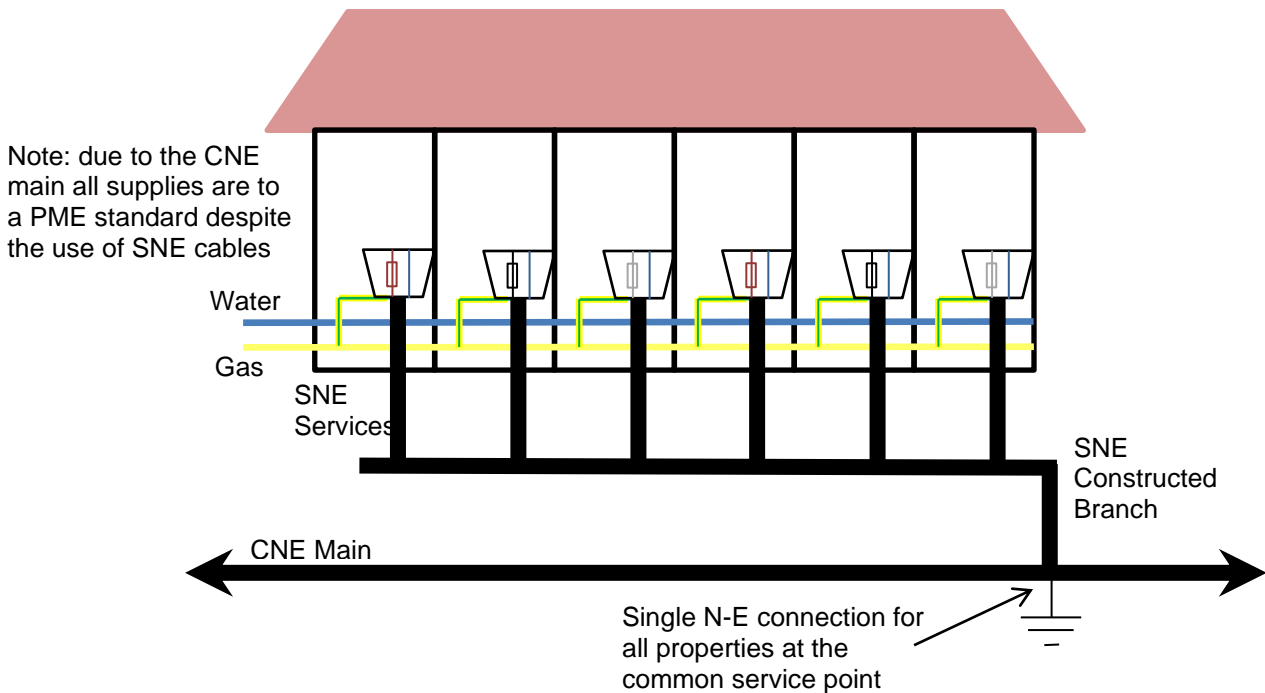 Note: due to the CNE
main all supplies are to
a PME standard despite
the use of SNE cables
Water
Gas
SNE
Services
SNE
Constructed
Branch
CNE Main
Single N-E connection for
all properties at the
common service point